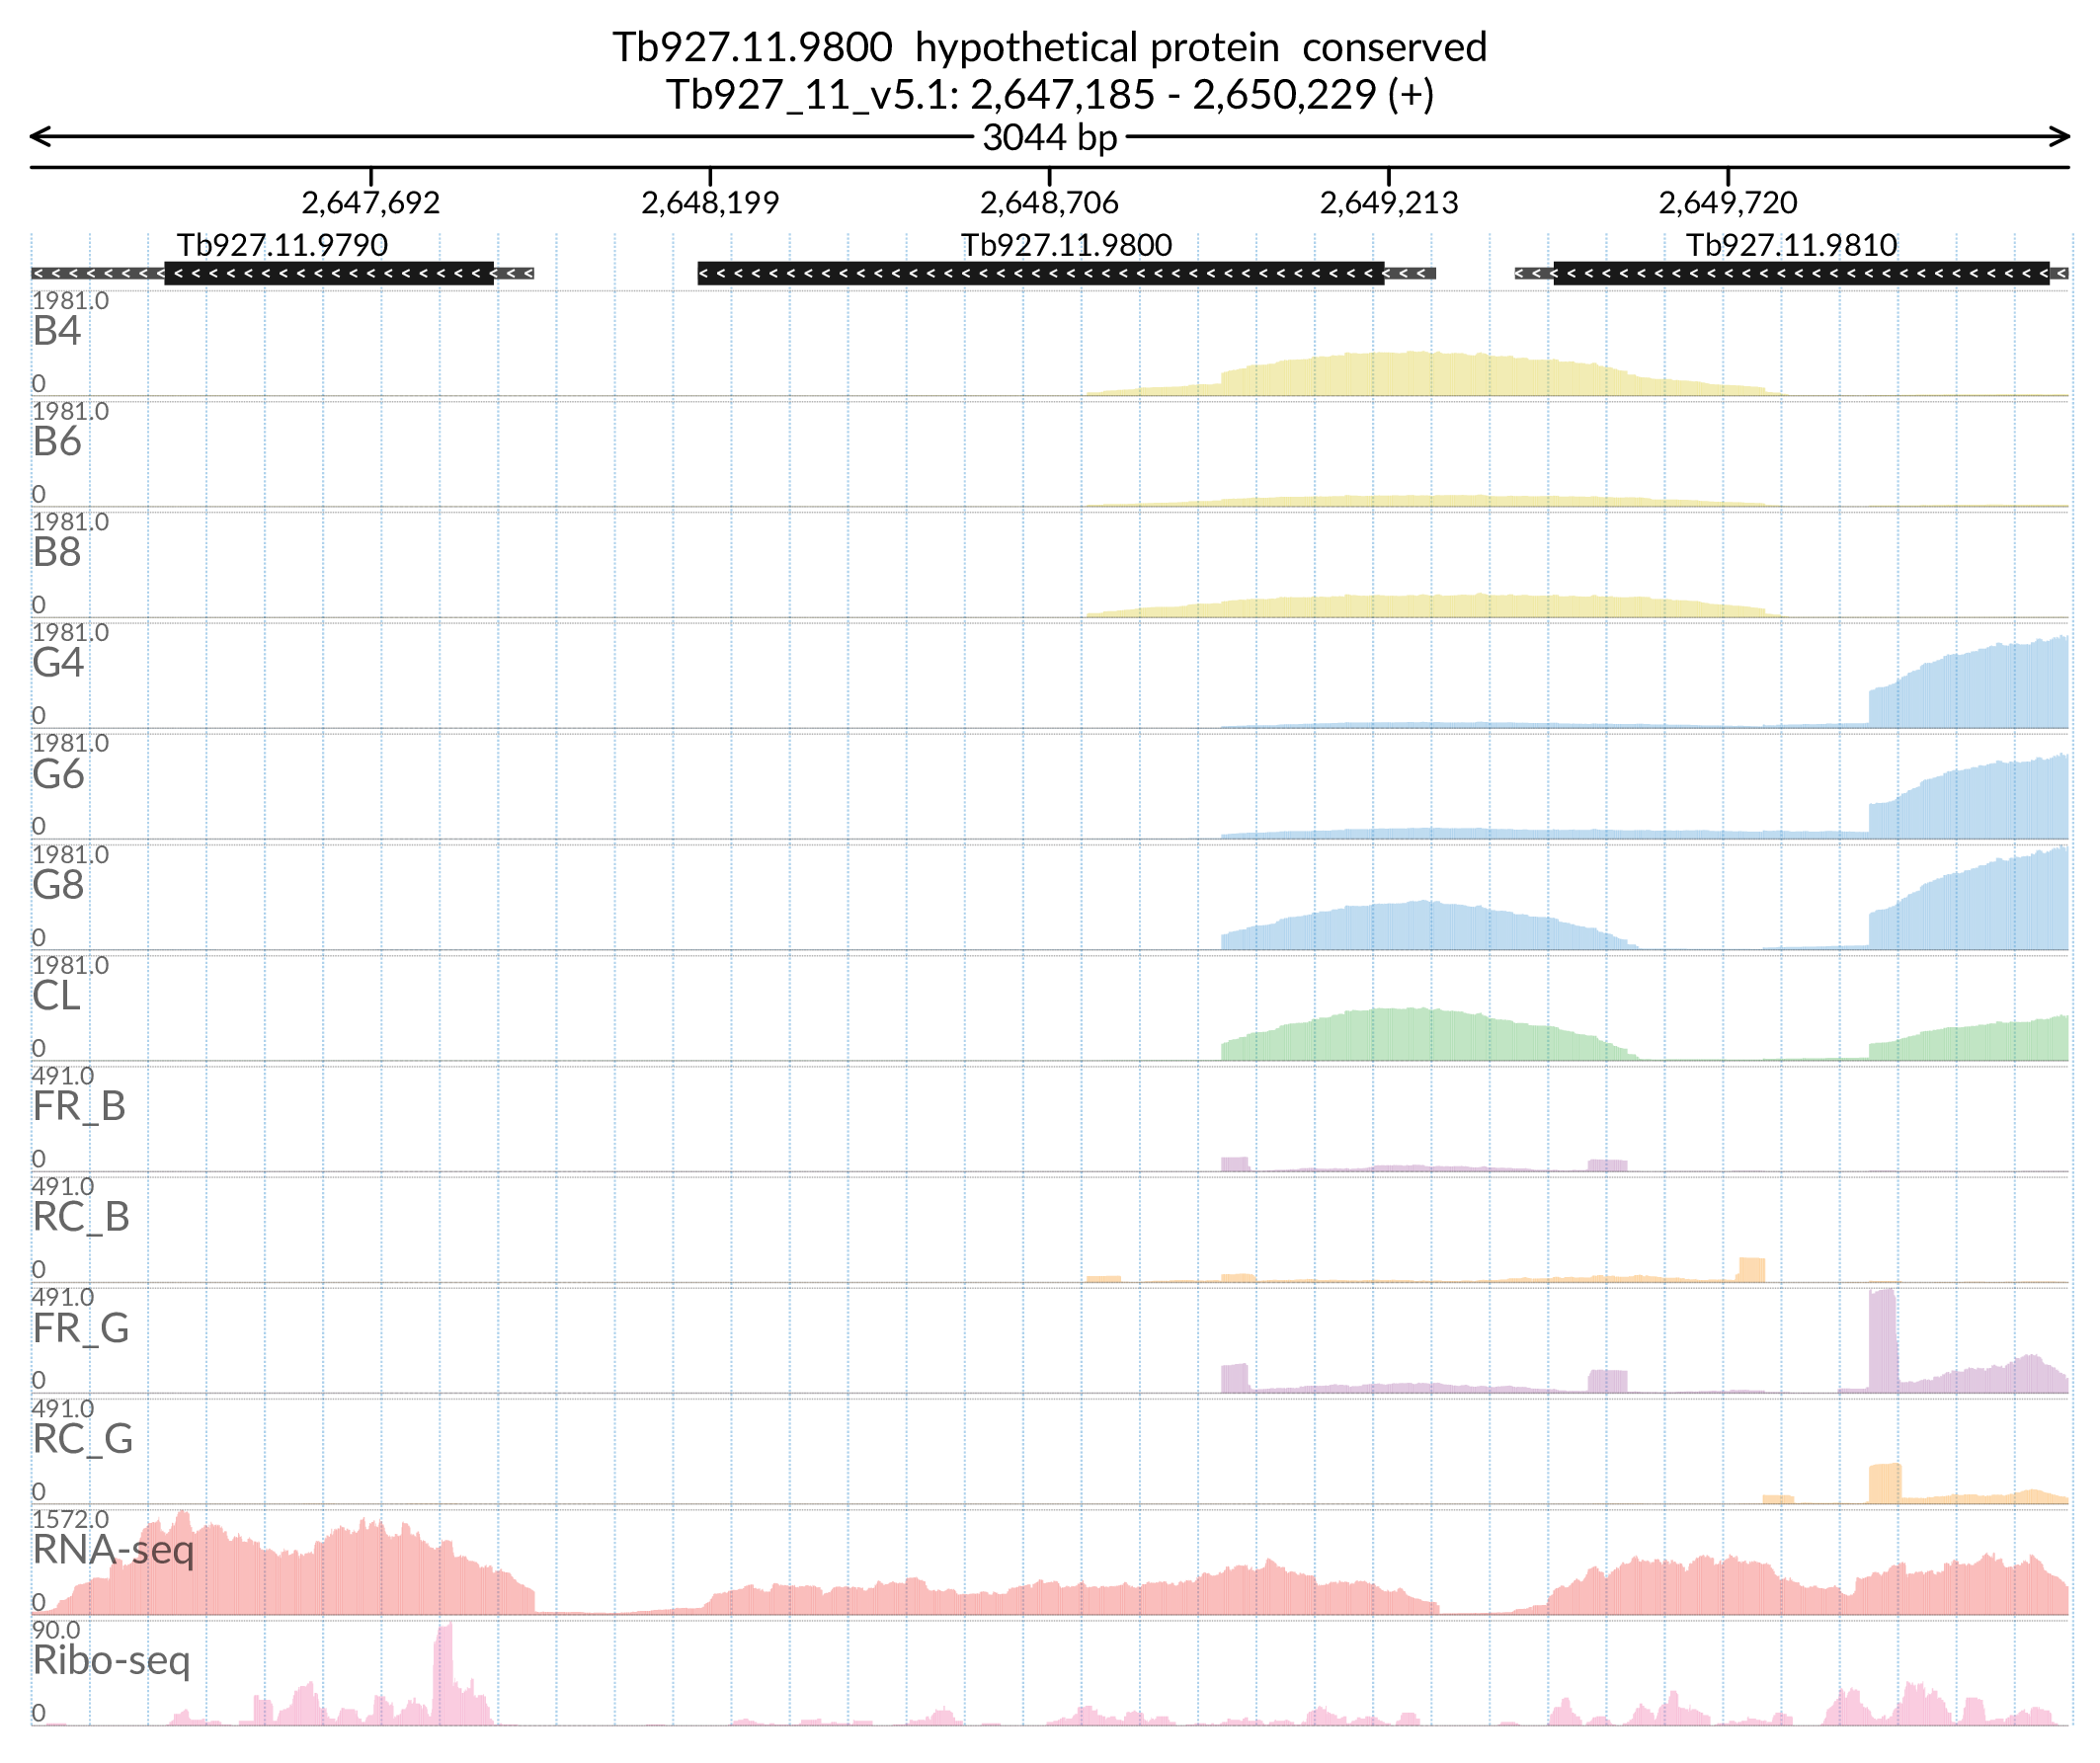 Tb927.11.9800 hypothetical protein conserved
Tb927_11_v5.1: 2,647,185 - 2,650,229 (+)
3044 bp
2,647,692 2,648,199 2,648,706 2,649,213 2,649,720
Tb927.11.9790 Tb927.11.9800 Tb927.11.9810
1981.0
B4
0
1981.0
B6
0
1981.0
B8
0
1981.0
G4
0
1981.0
G6
0
1981.0
G8
0
1981.0
CL
0
491.0
FR_B
0
491.0
RC_B
0
491.0
FR_G
0
491.0
RC_G
0
1572.0
RNA-seq
0
90.0
Ribo-seq
0